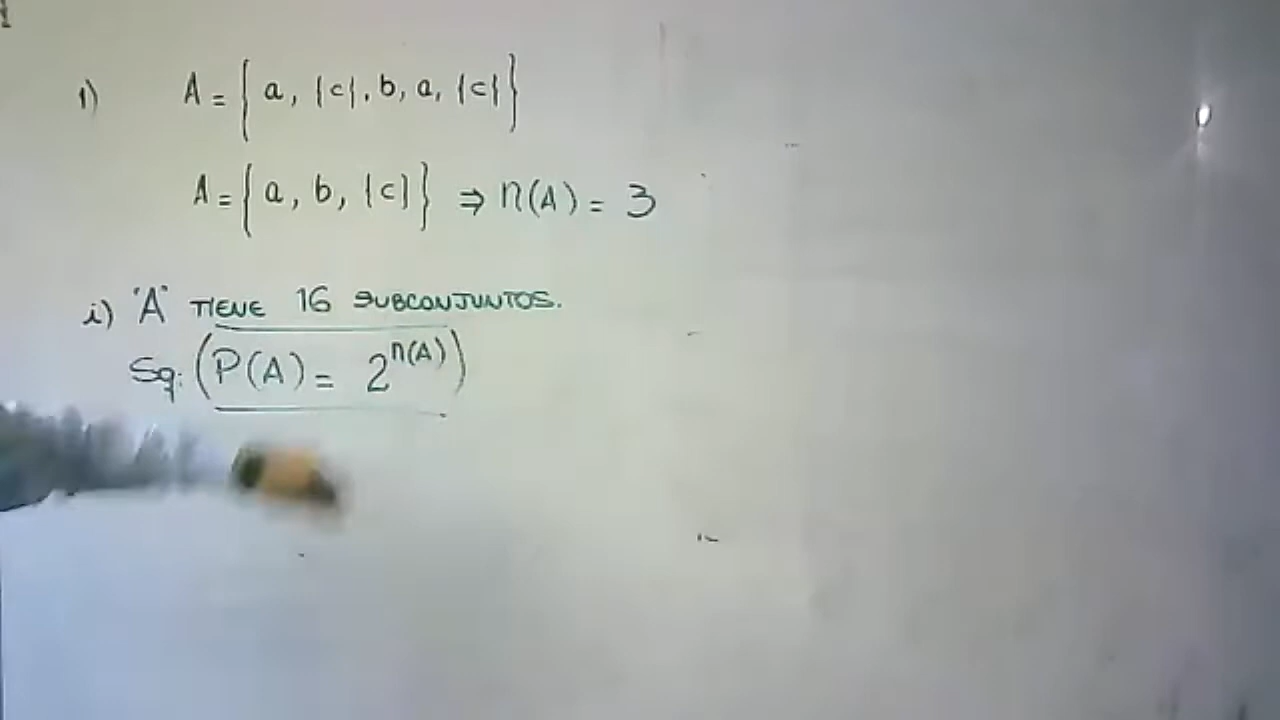 1) A = { a, {c}, b, a, {c} }
A = { a, b, {c} } ⇒ n(A) = 3
i) "A" TIENE 16 SUBCONJUNTOS.
Sq: ( P(A) = 2^n(A) )